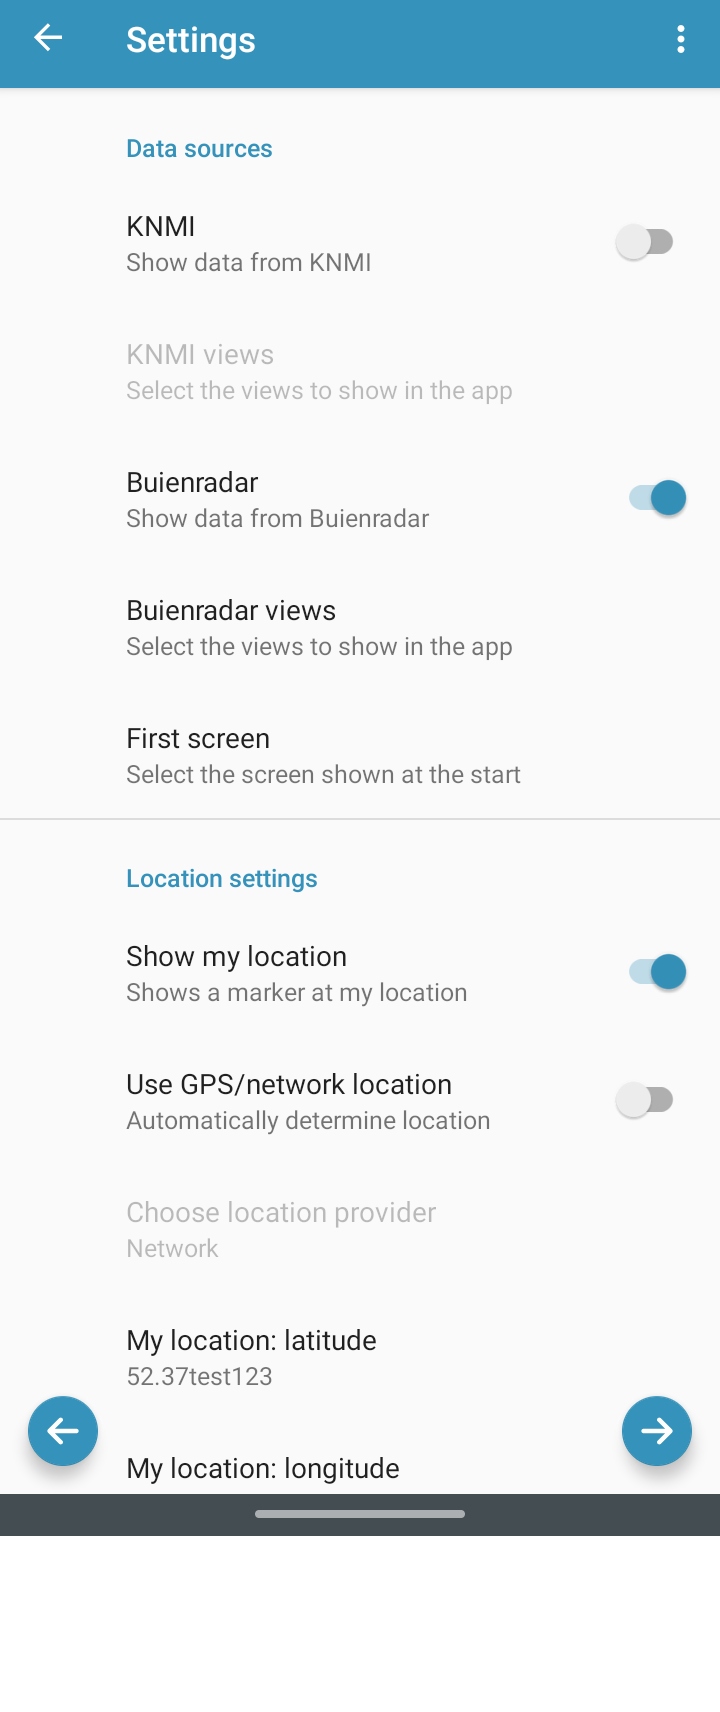 Settings
Data sources
KNMI
Show data from KNMI
KNMI views
Select the views to show in the app
Buienradar
Show data from Buienradar
Buienradar views
Select the views to show in the app
First screen
Select the screen shown at the start
Location settings
Show my location
Shows a marker at my location
Use GPS/network location
Automatically determine location
Choose location provider
Network
My location: latitude
52.37test123
My location: longitude